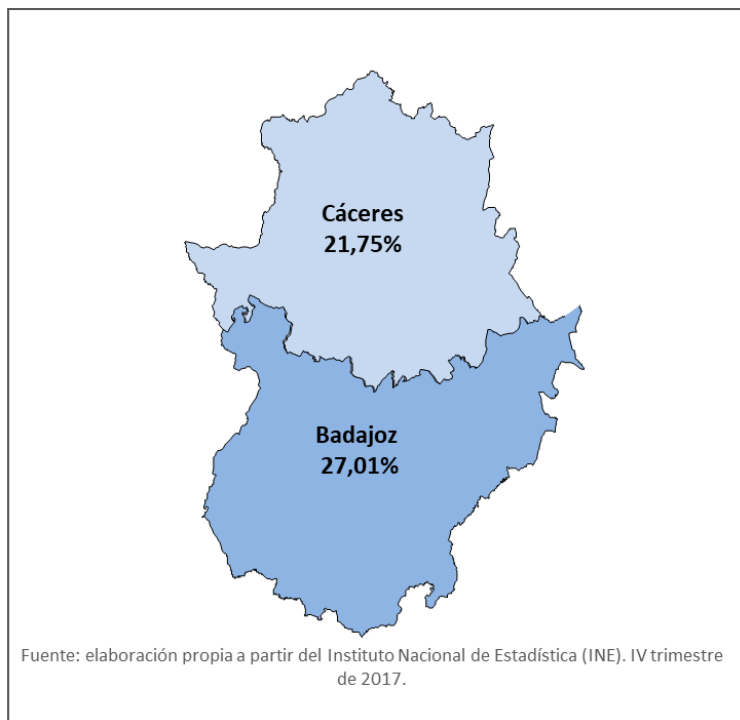 Cáceres
21,75%
Badajoz
27,01%
Fuente: elaboración propia a partir del Instituto Nacional de Estadística (INE). IV trimestre
de 2017.